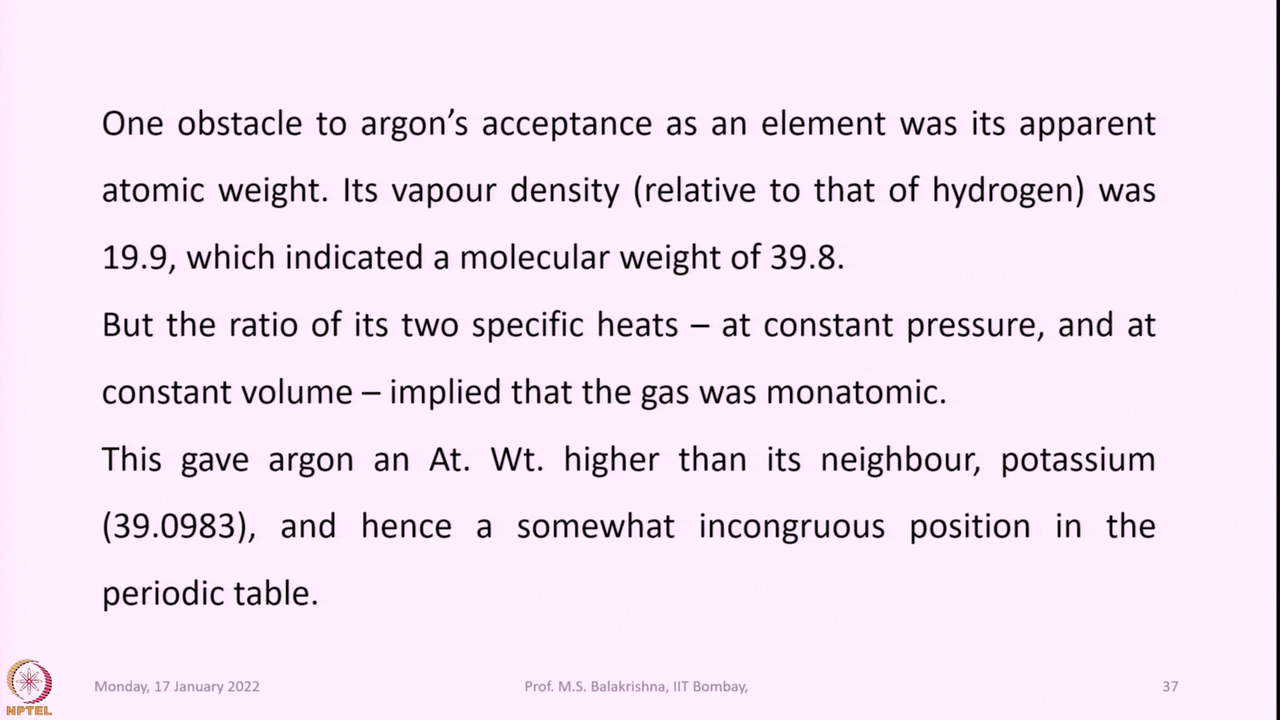 One obstacle to argon’s acceptance as an element was its apparent
atomic weight. Its vapour density (relative to that of hydrogen) was
19.9, which indicated a molecular weight of 39.8.
But the ratio of its two specific heats – at constant pressure, and at
constant volume – implied that the gas was monatomic.
This gave argon an At. Wt. higher than its neighbour, potassium
(39.0983), and hence a somewhat incongruous position in the
periodic table.
NPTEL
Monday, 17 January 2022
Prof. M.S. Balakrishna, IIT Bombay,
37